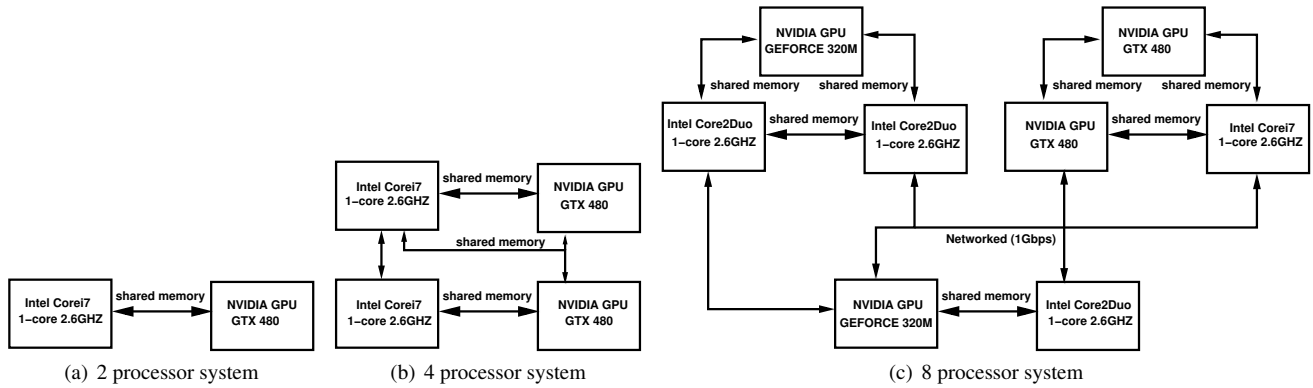 Intel Corei7
1-core 2.6GHZ
shared memory
NVIDIA GPU
GTX 480
(a) 2 processor system
Intel Corei7
1-core 2.6GHZ
shared memory
NVIDIA GPU
GTX 480
shared memory
Intel Corei7
1-core 2.6GHZ
shared memory
NVIDIA GPU
GTX 480
(b) 4 processor system
NVIDIA GPU
GEFORCE 320M
shared memory
shared memory
Intel Core2Duo
1-core 2.6GHZ
shared memory
Intel Core2Duo
1-core 2.6GHZ
NVIDIA GPU
GTX 480
shared memory
shared memory
NVIDIA GPU
GTX 480
shared memory
Intel Corei7
1-core 2.6GHZ
Networked (1Gbps)
NVIDIA GPU
GEFORCE 320M
shared memory
Intel Core2Duo
1-core 2.6GHZ
(c) 8 processor system